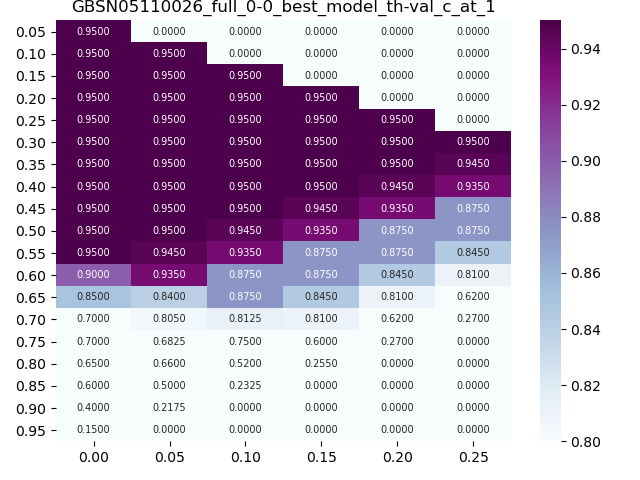 GBSN05110026_full_0-0_best_model_th-val_c_at_1
0.05 0.9500 0.0000 0.0000 0.0000 0.0000 0.0000
0.10 0.9500 0.9500 0.0000 0.0000 0.0000 0.0000
0.15 0.9500 0.9500 0.9500 0.0000 0.0000 0.0000
0.20 0.9500 0.9500 0.9500 0.9500 0.0000 0.0000
0.25 0.9500 0.9500 0.9500 0.9500 0.9500 0.0000
0.30 0.9500 0.9500 0.9500 0.9500 0.9500 0.9500
0.35 0.9500 0.9500 0.9500 0.9500 0.9500 0.9450
0.40 0.9500 0.9500 0.9500 0.9500 0.9450 0.9350
0.45 0.9500 0.9500 0.9500 0.9450 0.9350 0.8750
0.50 0.9500 0.9500 0.9450 0.9350 0.8750 0.8750
0.55 0.9500 0.9450 0.9350 0.8750 0.8750 0.8450
0.60 0.9000 0.9350 0.8750 0.8750 0.8450 0.8100
0.65 0.8500 0.8400 0.8750 0.8450 0.8100 0.6200
0.70 0.7000 0.8050 0.8125 0.8100 0.6200 0.2700
0.75 0.7000 0.6825 0.7500 0.6000 0.2700 0.0000
0.80 0.6500 0.6600 0.5200 0.2550 0.0000 0.0000
0.85 0.6000 0.5000 0.2325 0.0000 0.0000 0.0000
0.90 0.4000 0.2175 0.0000 0.0000 0.0000 0.0000
0.95 0.1500 0.0000 0.0000 0.0000 0.0000 0.0000
0.00 0.05 0.10 0.15 0.20 0.25
0.94
0.92
0.90
0.88
0.86
0.84
0.82
0.80